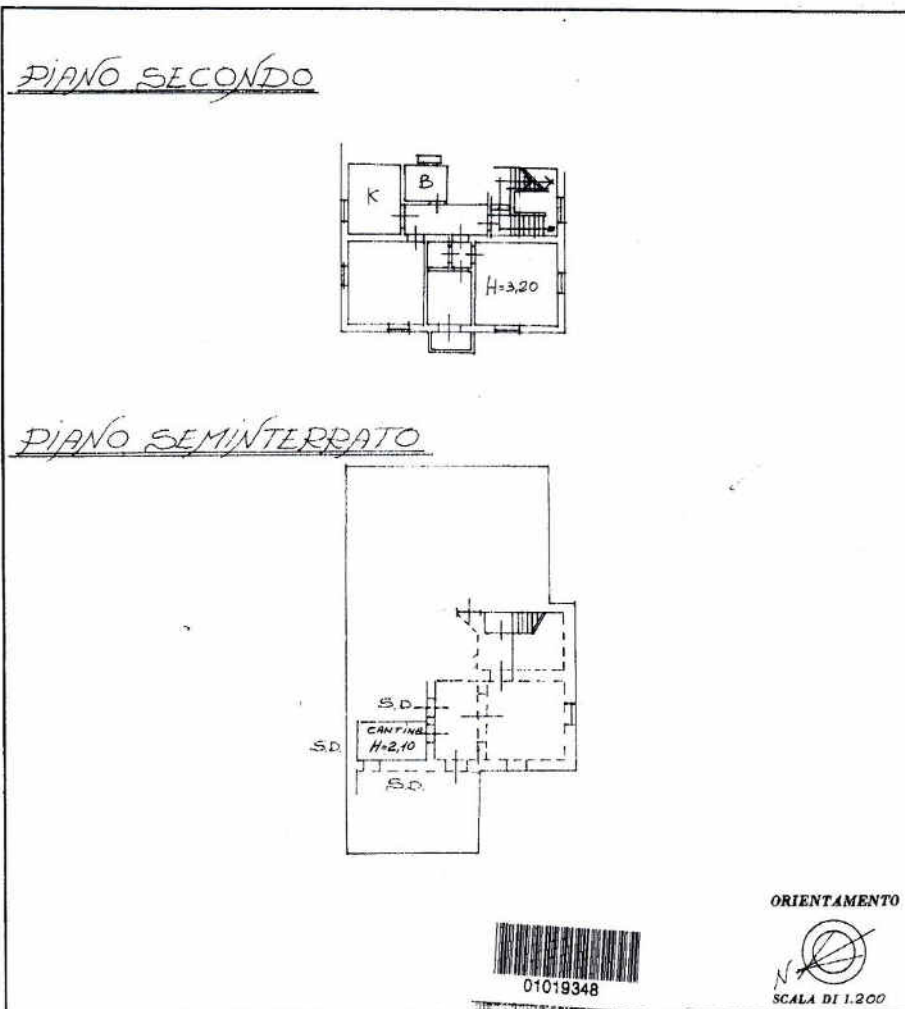 PIANO SECONDO
K
B
H=3,20
PIANO SEMINTERRATO
S.D.
CANTINA
H=2,10
S.D.
S.D.
ORIENTAMENTO
N
SCALA DI 1:200
01019348